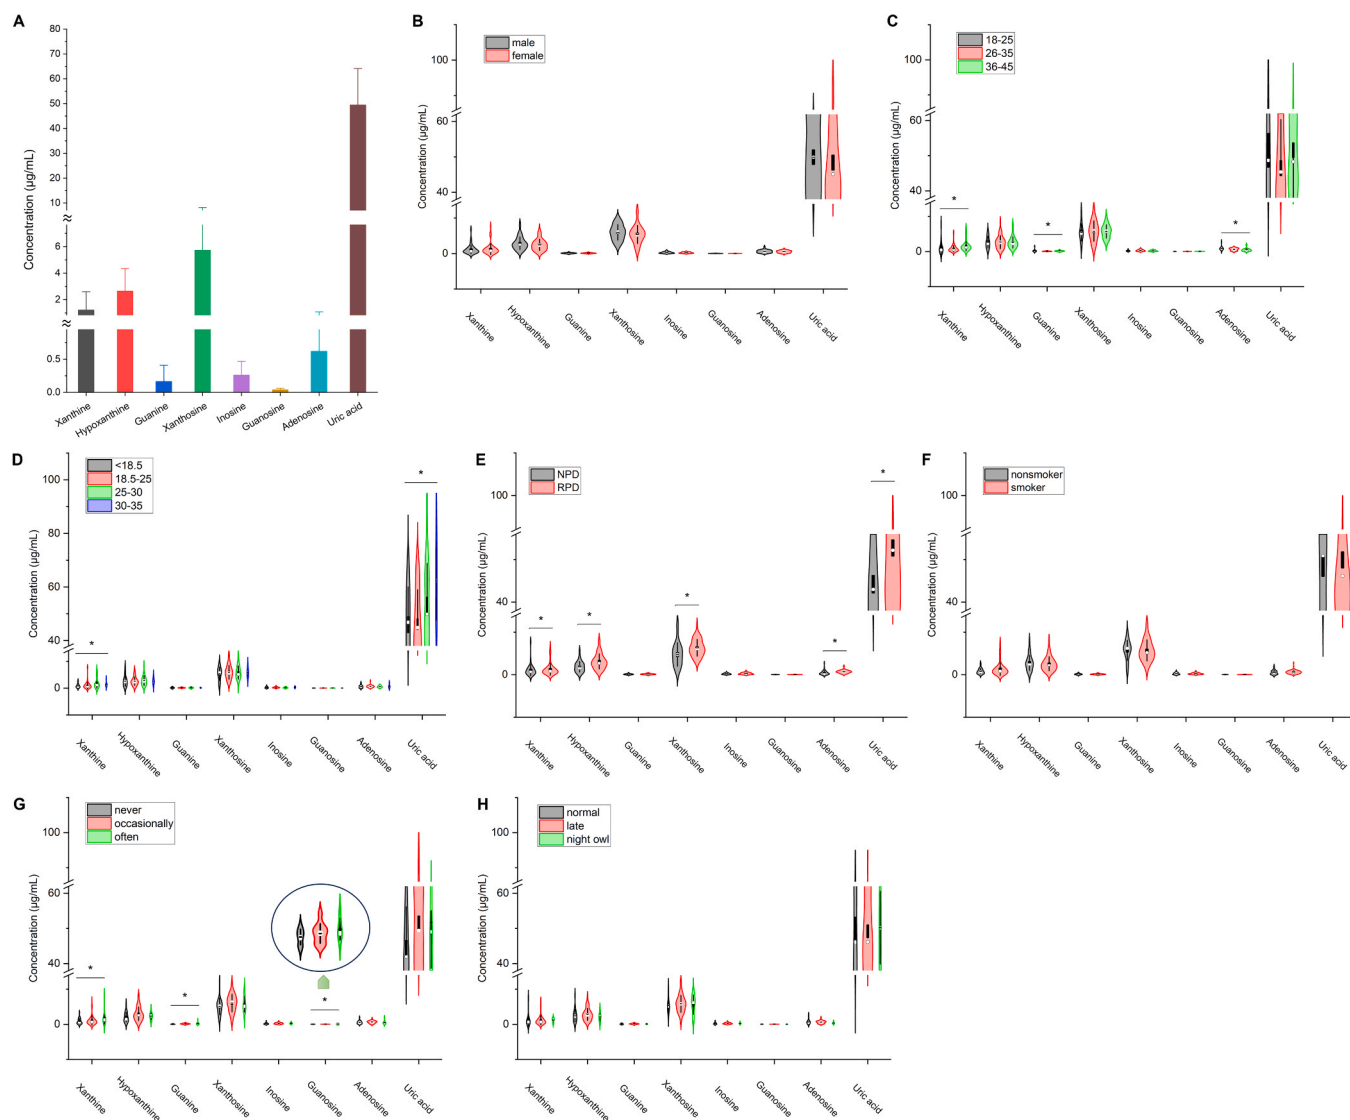 A
Concentration (µg/mL)
80
70
60
50
40
30
20
10
6
4
2
0.5
0.0
Xanthine
Hypoxanthine
Guanine
Xanthosine
Inosine
Guanosine
Adenosine
Uric acid
B
male
female
Concentration (µg/mL)
100
60
40
0
Xanthine
Hypoxanthine
Guanine
Xanthosine
Inosine
Guanosine
Adenosine
Uric acid
C
18-25
26-35
36-45
Concentration (µg/mL)
100
60
40
0
*
*
*
Xanthine
Hypoxanthine
Guanine
Xanthosine
Inosine
Guanosine
Adenosine
Uric acid
D
<18.5
18.5-25
25-30
30-35
Concentration (µg/mL)
100
80
60
40
0
*
*
Xanthine
Hypoxanthine
Guanine
Xanthosine
Inosine
Guanosine
Adenosine
Uric acid
E
NPD
RPD
Concentration (µg/mL)
100
40
0
*
*
*
*
*
Xanthine
Hypoxanthine
Guanine
Xanthosine
Inosine
Guanosine
Adenosine
Uric acid
F
nonsmoker
smoker
Concentration (µg/mL)
100
40
0
Xanthine
Hypoxanthine
Guanine
Xanthosine
Inosine
Guanosine
Adenosine
Uric acid
G
never
occasionally
often
Concentration (µg/mL)
100
60
40
0
*
*
*
Xanthine
Hypoxanthine
Guanine
Xanthosine
Inosine
Guanosine
Adenosine
Uric acid
H
normal
late
night owl
Concentration (µg/mL)
100
60
40
0
Xanthine
Hypoxanthine
Guanine
Xanthosine
Inosine
Guanosine
Adenosine
Uric acid